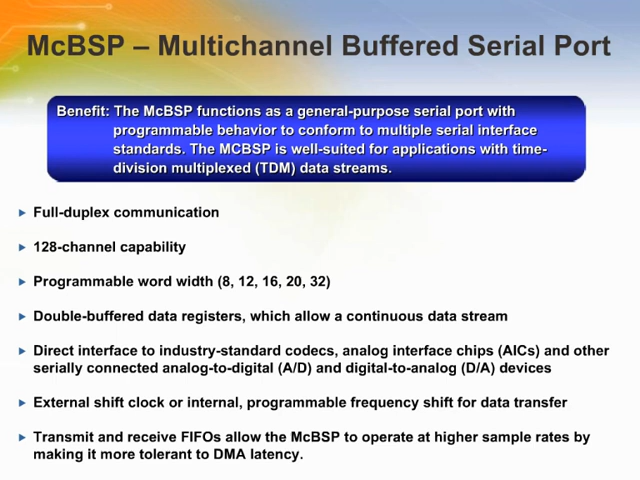 McBSP – Multichannel Buffered Serial Port
Benefit: The McBSP functions as a general-purpose serial port with
programmable behavior to conform to multiple serial interface
standards. The MCBSP is well-suited for applications with time-
division multiplexed (TDM) data streams.
Full-duplex communication
128-channel capability
Programmable word width (8, 12, 16, 20, 32)
Double-buffered data registers, which allow a continuous data stream
Direct interface to industry-standard codecs, analog interface chips (AICs) and other
serially connected analog-to-digital (A/D) and digital-to-analog (D/A) devices
External shift clock or internal, programmable frequency shift for data transfer
Transmit and receive FIFOs allow the McBSP to operate at higher sample rates by
making it more tolerant to DMA latency.